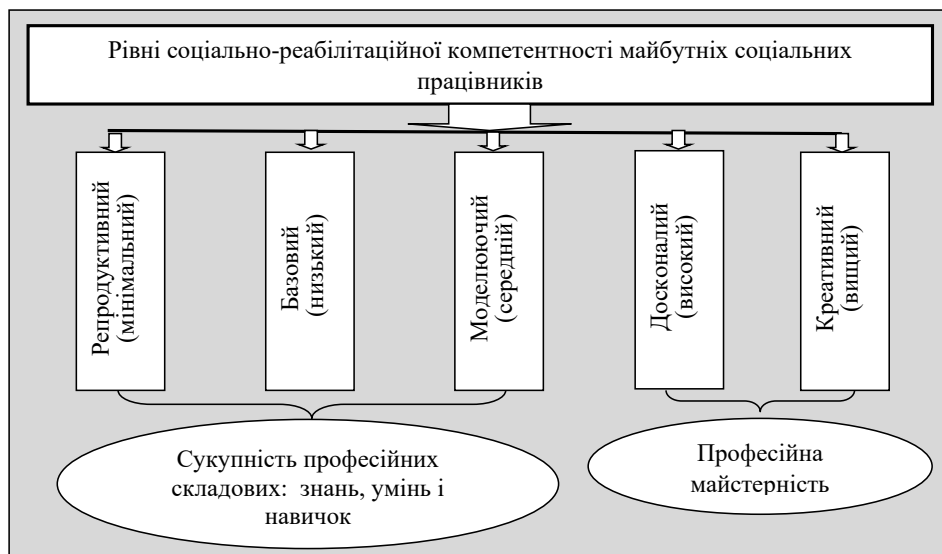 Рівні соціально-реабілітаційної компетентності майбутніх соціальних
працівників
Репродуктивний
(мінімальний)
Базовий
(низький)
Моделюючий
(середній)
Досконалий
(високий)
Креативний
(вищий)
Сукупність професійних
складових: знань, умінь і
навичок
Професійна
майстерність